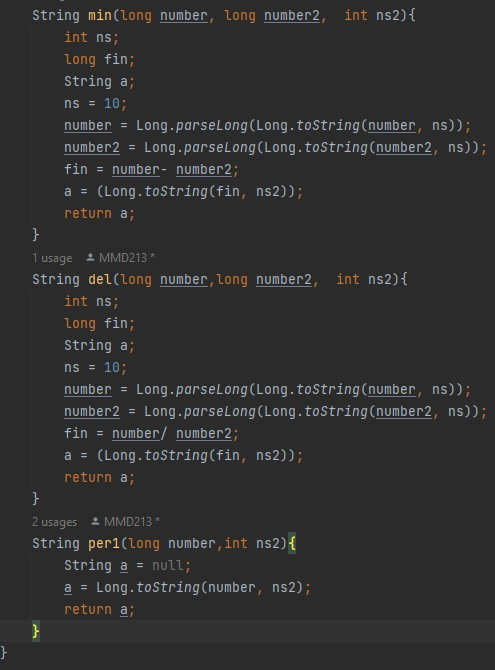 String min(long number, long number2,  int ns2){
    int ns;
    long fin;
    String a;
    ns = 10;
    number = Long.parseLong(Long.toString(number, ns));
    number2 = Long.parseLong(Long.toString(number2, ns));
    fin = number- number2;
    a = (Long.toString(fin, ns2));
    return a;
}
1 usage MMD213 *
String del(long number,long number2,  int ns2){
    int ns;
    long fin;
    String a;
    ns = 10;
    number = Long.parseLong(Long.toString(number, ns));
    number2 = Long.parseLong(Long.toString(number2, ns));
    fin = number/ number2;
    a = (Long.toString(fin, ns2));
    return a;
}
2 usages MMD213 *
String per1(long number,int ns2){
    String a = null;
    a = Long.toString(number, ns2);
    return a;
}
}